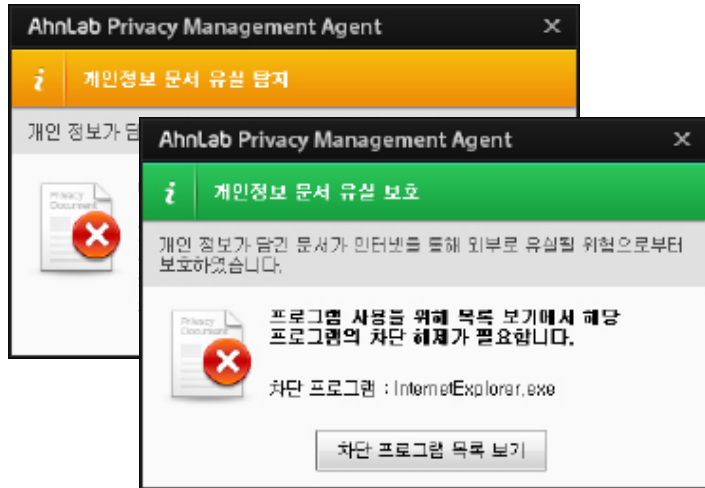 AhnLab Privacy Management Agent
개인정보 문서 유실 탐지
개인 정보가 담
Privacy
Document
AhnLab Privacy Management Agent
개인정보 문서 유실 보호
개인 정보가 담긴 문서가 인터넷을 통해 외부로 유실될 위험으로부터
보호하였습니다.
Privacy
Document
프로그램 사용을 위해 목록 보기에서 해당
프로그램의 차단 해제가 필요합니다.
차단 프로그램 : InternetExplorer.exe
차단 프로그램 목록 보기